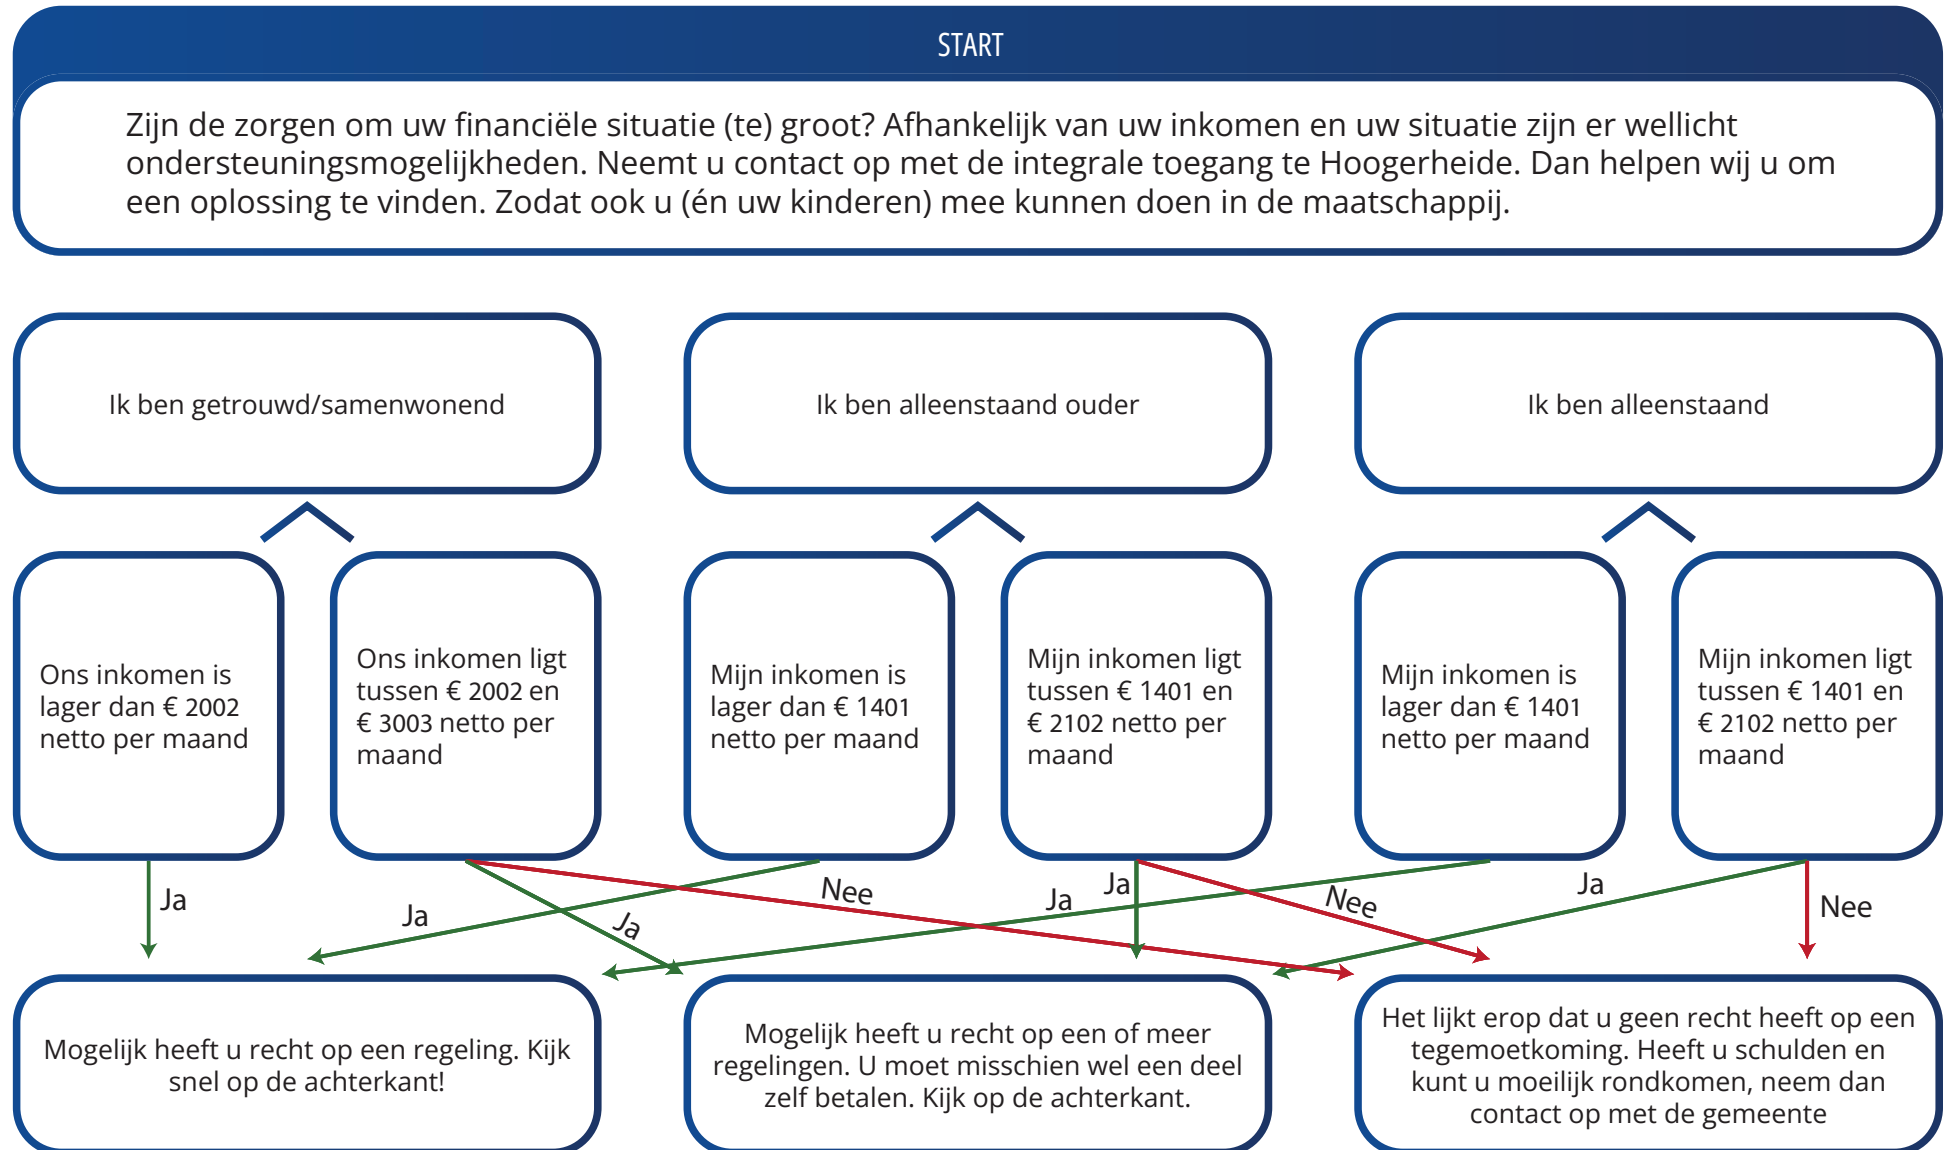 START
Zijn de zorgen om uw financiële situatie (te) groot? Afhankelijk van uw inkomen en uw situatie zijn er wellicht
ondersteuningsmogelijkheden. Neemt u contact op met de integrale toegang te Hoogerheide. Dan helpen wij u om
een oplossing te vinden. Zodat ook u (én uw kinderen) mee kunnen doen in de maatschappij.
Ik ben getrouwd/samenwonend
Ik ben alleenstaand ouder
Ik ben alleenstaand
Ons inkomen is
lager dan € 2002
netto per maand
Ons inkomen ligt
tussen € 2002 en
€ 3003 netto per
maand
Mijn inkomen is
lager dan € 1401
netto per maand
Mijn inkomen ligt
tussen € 1401 en
€ 2102 netto per
maand
Mijn inkomen is
lager dan € 1401
netto per maand
Mijn inkomen ligt
tussen € 1401 en
€ 2102 netto per
maand
Ja
Ja
Ja
Nee
Ja
Ja
Nee
Ja
Nee
Mogelijk heeft u recht op een regeling. Kijk
snel op de achterkant!
Mogelijk heeft u recht op een of meer
regelingen. U moet misschien wel een deel
zelf betalen. Kijk op de achterkant.
Het lijkt erop dat u geen recht heeft op een
tegemoetkoming. Heeft u schulden en
kunt u moeilijk rondkomen, neem dan
contact op met de gemeente